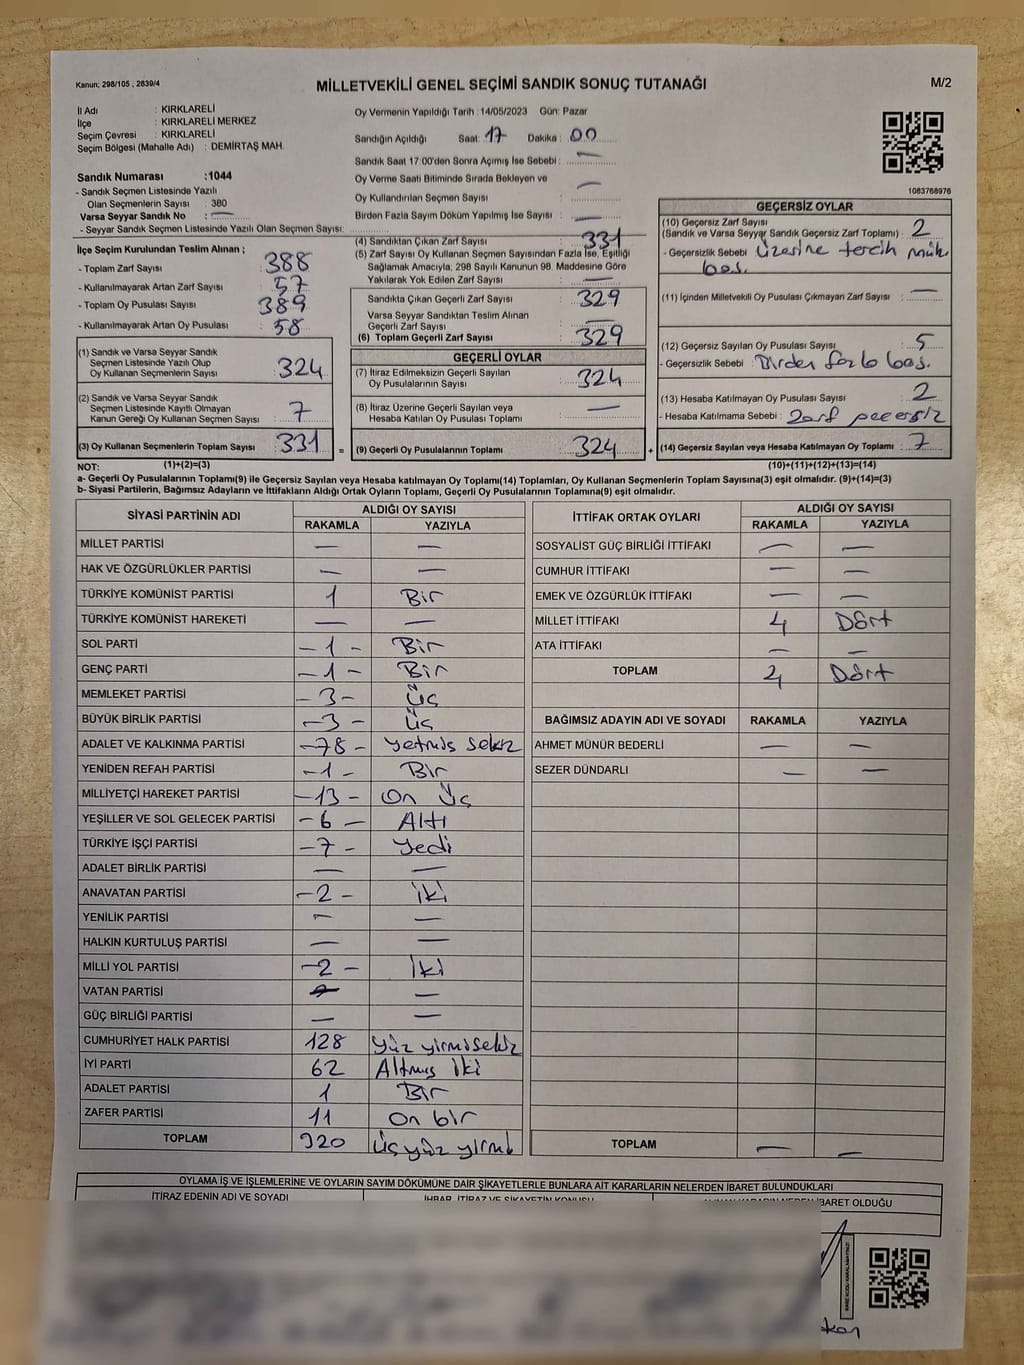 Kanun; 298/105 , 2839/4
MİLLETVEKİLİ GENEL SEÇİMİ SANDIK SONUÇ TUTANAĞI
M/2
İl Adı : KIRKLARELİ
İlçe : KIRKLARELİ MERKEZ
Seçim Çevresi : KIRKLARELİ
Seçim Bölgesi (Mahalle Adı) : DEMİRTAŞ MAH.
Sandık Numarası :1044
- Sandık Seçmen Listesinde Yazılı
Olan Seçmenlerin Sayısı : 380
Varsa Seyyar Sandık No : —
- Seyyar Sandık Seçmen Listesinde Yazılı Olan Seçmen Sayısı:
Oy Vermenin Yapıldığı Tarih : 14/05/2023 Gün: Pazar
Sandığın Açıldığı Saat: 17 Dakika : 00
Sandık Saat 17:00'den Sonra Açımış İse Sebebi : —
Oy Verme Saati Bitiminde Sırada Bekleyen ve
Oy Kullandırılan Seçmen Sayısı : —
Birden Fazla Sayım Döküm Yapılmış İse Sayısı : —
1083768976
İlçe Seçim Kurulundan Teslim Alınan ;
- Toplam Zarf Sayısı : 388
- Kullanılmayarak Artan Zarf Sayısı : 57
- Toplam Oy Pusulası Sayısı : 389
- Kullanılmayarak Artan Oy Pusulası : 58
(1) Sandık ve Varsa Seyyar Sandık
Seçmen Listesinde Yazılı Olup
Oy Kullanan Seçmenlerin Sayısı : 324
(2) Sandık ve Varsa Seyyar Sandık
Seçmen Listesinde Kayıtlı Olmayan
Kanun Gereği Oy Kullanan Seçmen Sayısı : 7
(3) Oy Kullanan Seçmenlerin Toplam Sayısı : 331
(4) Sandıktan Çıkan Zarf Sayısı : 331
(5) Zarf Sayısı Oy Kullanan Seçmen Sayısından Fazla İse, Eşitliği
Sağlamak Amacıyla, 298 Sayılı Kanunun 98. Maddesine Göre
Yakılarak Yok Edilen Zarf Sayısı : —
Sandıkta Çıkan Geçerli Zarf Sayısı : 329
Varsa Seyyar Sandıktan Teslim Alınan
Geçerli Zarf Sayısı : —
(6) Toplam Geçerli Zarf Sayısı : 329
GEÇERLİ OYLAR
(7) İtiraz Edilmeksizin Geçerli Sayılan
Oy Pusulalarının Sayısı : 324
(8) İtiraz Üzerine Geçerli Sayılan veya
Hesaba Katılan Oy Pusulası Toplamı : —
= (9) Geçerli Oy Pusulalarının Toplamı : 324 +
GEÇERSİZ OYLAR
(10) Geçersiz Zarf Sayısı
(Sandık ve Varsa Seyyar Sandık Geçersiz Zarf Toplamı) : 2
- Geçersizlik Sebebi : Üzerine tercih müh.
bas.
(11) İçinden Milletvekili Oy Pusulası Çıkmayan Zarf Sayısı : —
(12) Geçersiz Sayılan Oy Pusulası Sayısı : 5
- Geçersizlik Sebebi : Birden fazla bas.
(13) Hesaba Katılmayan Oy Pusulası Sayısı : 2
- Hesaba Katılmama Sebebi : Zarf geçersiz
(14) Geçersiz Sayılan veya Hesaba Katılmayan Oy Toplamı : 7
NOT: (1)+(2)=(3) (10)+(11)+(12)+(13)=(14)
a- Geçerli Oy Pusulalarının Toplamı(9) ile Geçersiz Sayılan veya Hesaba katılmayan Oy Toplamı(14) Toplamları, Oy Kullanan Seçmenlerin Toplam Sayısına(3) eşit olmalıdır. (9)+(14)=(3)
b- Siyasi Partilerin, Bağımsız Adayların ve İttifakların Aldığı Ortak Oyların Toplamı, Geçerli Oy Pusulalarının Toplamına(9) eşit olmalıdır.
SİYASİ PARTİNİN ADI ALDIĞI OY SAYISI
RAKAMLA YAZIYLA
MİLLET PARTİSİ — —
HAK VE ÖZGÜRLÜKLER PARTİSİ — —
TÜRKİYE KOMÜNİST PARTİSİ 1 Bir
TÜRKİYE KOMÜNİST HAREKETİ — —
SOL PARTİ -1- Bir
GENÇ PARTİ -1- Bir
MEMLEKET PARTİSİ -3- Üç
BÜYÜK BİRLİK PARTİSİ -3- Üç
ADALET VE KALKINMA PARTİSİ -78- Yetmiş sekiz
YENİDEN REFAH PARTİSİ -1- Bir
MİLLİYETÇİ HAREKET PARTİSİ -13- On Üç
YEŞİLLER VE SOL GELECEK PARTİSİ -6- Altı
TÜRKİYE İŞÇİ PARTİSİ -7- Yedi
ADALET BİRLİK PARTİSİ — —
ANAVATAN PARTİSİ -2- İki
YENİLİK PARTİSİ — —
HALKIN KURTULUŞ PARTİSİ — —
MİLLİ YOL PARTİSİ -2- İki
VATAN PARTİSİ —
GÜÇ BİRLİĞİ PARTİSİ — —
CUMHURİYET HALK PARTİSİ 128 Yüz yirmisekiz
İYİ PARTİ 62 Altmış iki
ADALET PARTİSİ 1 Bir
ZAFER PARTİSİ 11 On bir
TOPLAM 320 Üçyüz yirmi
İTTİFAK ORTAK OYLARI ALDIĞI OY SAYISI
RAKAMLA YAZIYLA
SOSYALİST GÜÇ BİRLİĞİ İTTİFAKI — —
CUMHUR İTTİFAKI — —
EMEK VE ÖZGÜRLÜK İTTİFAKI — —
MİLLET İTTİFAKI 4 Dört
ATA İTTİFAKI — —
TOPLAM 4 Dört
BAĞIMSIZ ADAYIN ADI VE SOYADI RAKAMLA YAZIYLA
AHMET MÜNÜR BEDERLİ — —
SEZER DÜNDARLI — —
TOPLAM — —
OYLAMA İŞ VE İŞLEMLERİNE VE OYLARIN SAYIM DÖKÜMÜNE DAİR ŞİKAYETLERLE BUNLARA AİT KARARLARIN NELERDEN İBARET BULUNDUKLARI
İTİRAZ EDENİN ADI VE SOYADI İHBAR, İTİRAZ VE ŞİKAYETİN KONUSU İBARET OLDUĞU